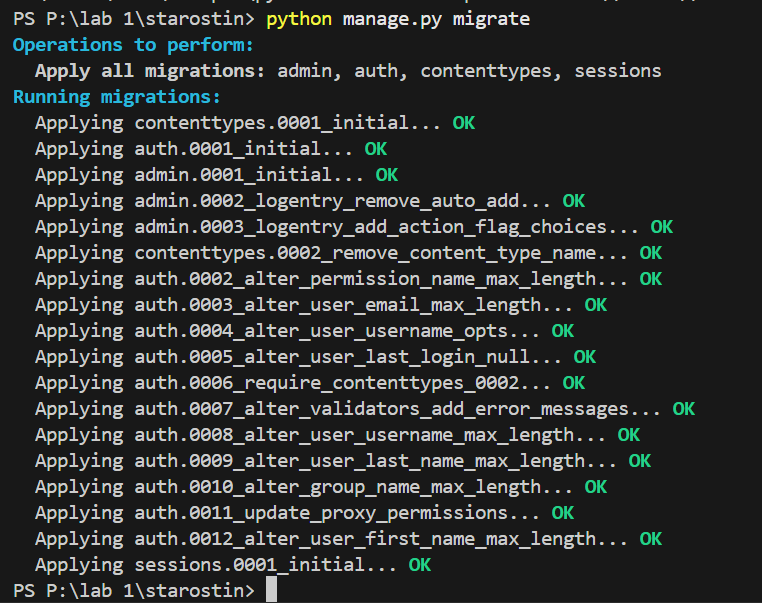 PS P:\lab 1\starostin> python manage.py migrate
Operations to perform:
  Apply all migrations: admin, auth, contenttypes, sessions
Running migrations:
  Applying contenttypes.0001_initial... OK
  Applying auth.0001_initial... OK
  Applying admin.0001_initial... OK
  Applying admin.0002_logentry_remove_auto_add... OK
  Applying admin.0003_logentry_add_action_flag_choices... OK
  Applying contenttypes.0002_remove_content_type_name... OK
  Applying auth.0002_alter_permission_name_max_length... OK
  Applying auth.0003_alter_user_email_max_length... OK
  Applying auth.0004_alter_user_username_opts... OK
  Applying auth.0005_alter_user_last_login_null... OK
  Applying auth.0006_require_contenttypes_0002... OK
  Applying auth.0007_alter_validators_add_error_messages... OK
  Applying auth.0008_alter_user_username_max_length... OK
  Applying auth.0009_alter_user_last_name_max_length... OK
  Applying auth.0010_alter_group_name_max_length... OK
  Applying auth.0011_update_proxy_permissions... OK
  Applying auth.0012_alter_user_first_name_max_length... OK
  Applying sessions.0001_initial... OK
PS P:\lab 1\starostin>